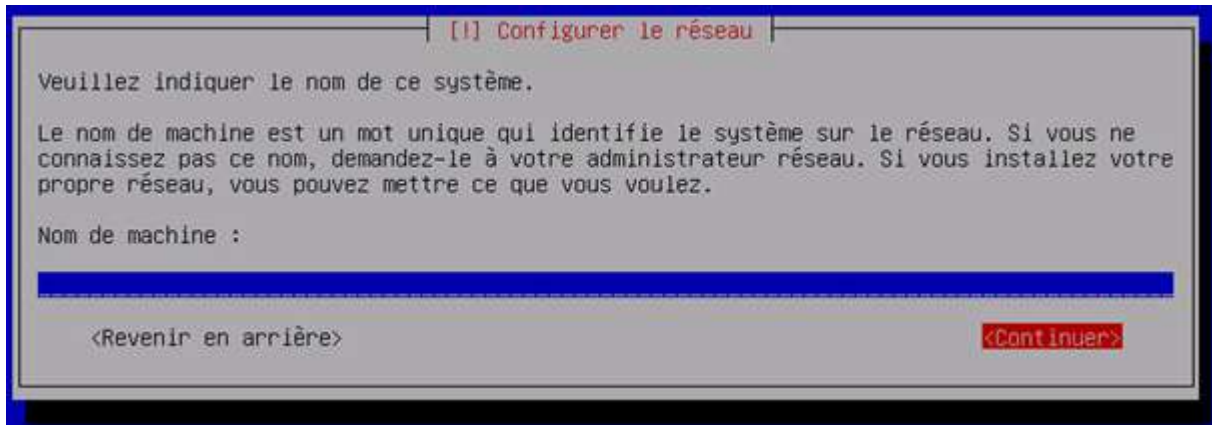 [!] Configurer le réseau
Veuillez indiquer le nom de ce système.
Le nom de machine est un mot unique qui identifie le système sur le réseau. Si vous ne
connaissez pas ce nom, demandez-le à votre administrateur réseau. Si vous installez votre
propre réseau, vous pouvez mettre ce que vous voulez.
Nom de machine :
<Revenir en arrière> <Continuer>